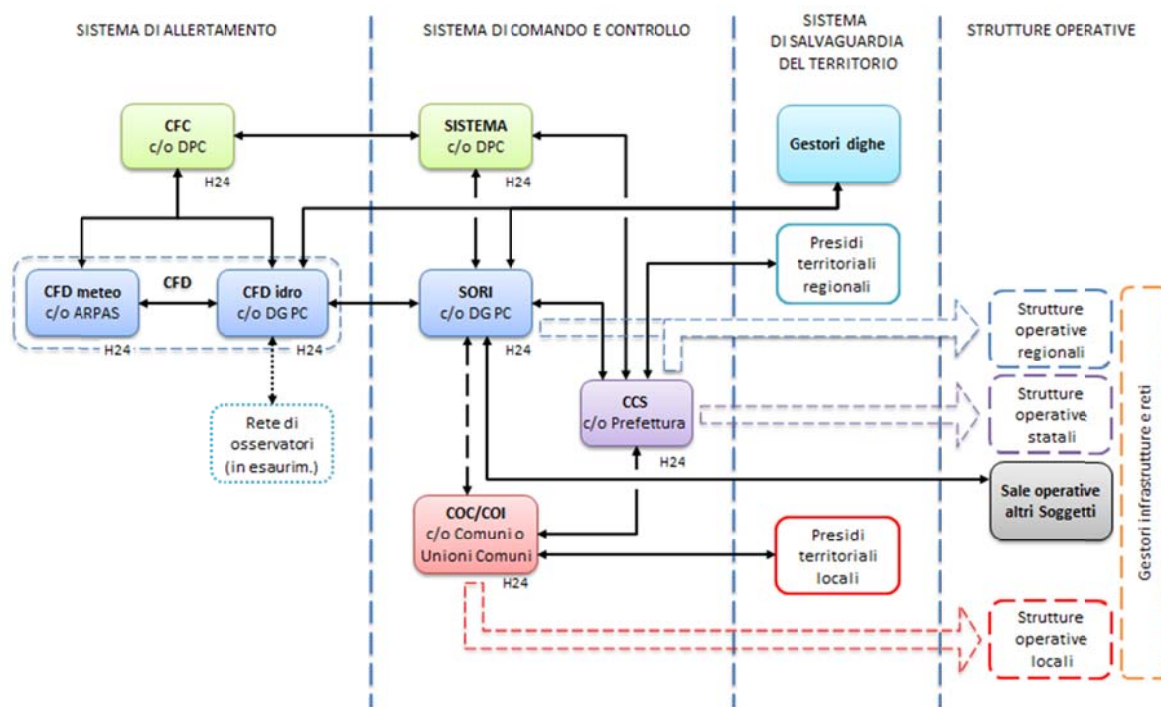 SISTEMA DI ALLERTAMENTO
SISTEMA DI COMANDO E CONTROLLO
SISTEMA
DI SALVAGUARDIA
DEL TERRITORIO
STRUTTURE OPERATIVE
CFC
c/o DPC
H24
SISTEMA
c/o DPC
H24
Gestori dighe
CFD meteo
c/o ARPAS
H24
CFD
CFD idro
c/o DG PC
H24
SORI
c/o DG PC
H24
Presidi
territoriali
regionali
Strutture
operative
regionali
Rete di
osservatori
(in esaurim.)
CCS
c/o Prefettura
H24
Strutture
operative
statali
Sale operative
altri Soggetti
COC/COI
c/o Comuni o
Unioni Comuni
H24
Presidi
territoriali
locali
Strutture
operative
locali
Gestori infrastrutture e reti